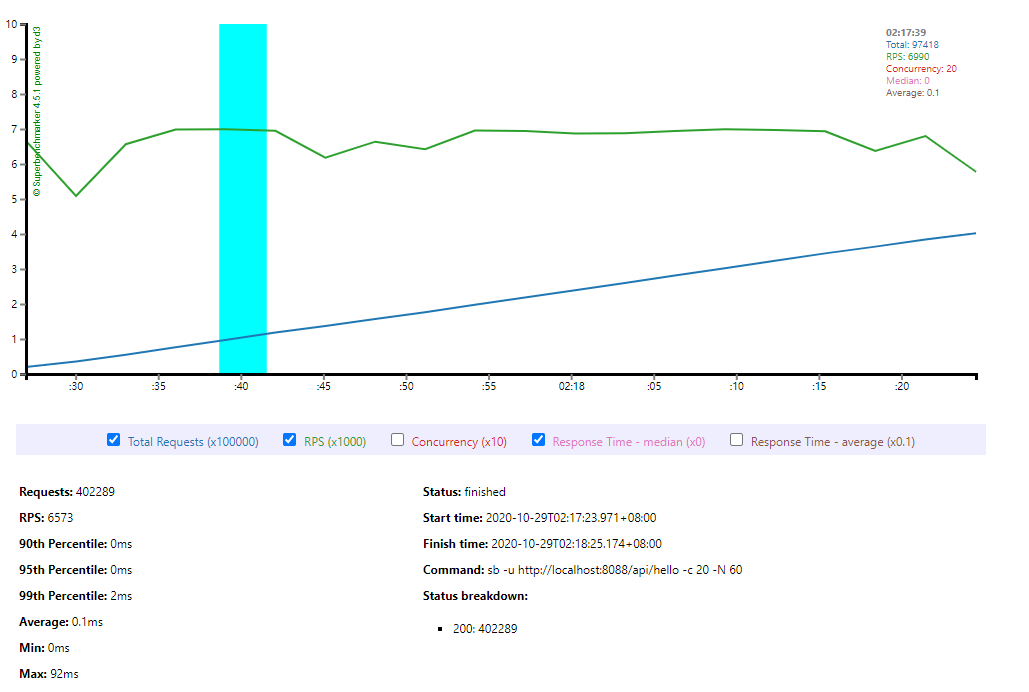 10
9
8
7
6
5
4
3
2
1
0
© Superbenchmarker 4.5.1 powered by d3
02:17:39
Total: 97418
RPS: 6990
Concurrency: 20
Median: 0
Average: 0.1
:30 :35 :40 :45 :50 :55 02:18 :05 :10 :15 :20
Total Requests (x100000) RPS (x1000) Concurrency (x10) Response Time - median (x0) Response Time - average (x0.1)
Requests: 402289
RPS: 6573
90th Percentile: 0ms
95th Percentile: 0ms
99th Percentile: 2ms
Average: 0.1ms
Min: 0ms
Max: 92ms
Status: finished
Start time: 2020-10-29T02:17:23.971+08:00
Finish time: 2020-10-29T02:18:25.174+08:00
Command: sb -u http://localhost:8088/api/hello -c 20 -N 60
Status breakdown:
200: 402289